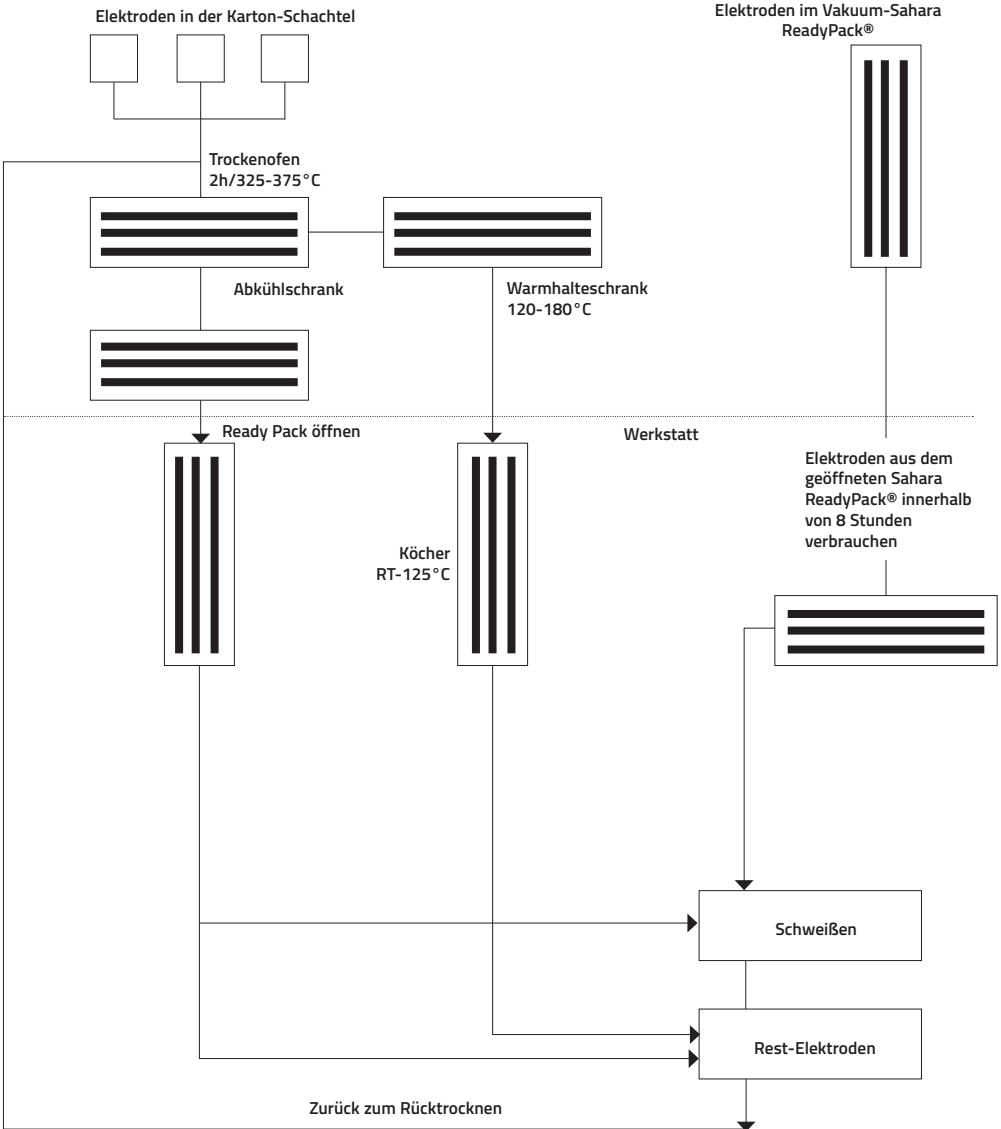 Elektroden in der Karton-Schachtel
Elektroden im Vakuum-Sahara
ReadyPack®
Trockenofen
2h/325-375°C
Abkühlschrank
Warmhalteschrank
120-180°C
Ready Pack öffnen
Werkstatt
Elektroden aus dem
geöffneten Sahara
ReadyPack® innerhalb
von 8 Stunden
verbrauchen
Köcher
RT-125°C
Schweißen
Rest-Elektroden
Zurück zum Rücktrocknen